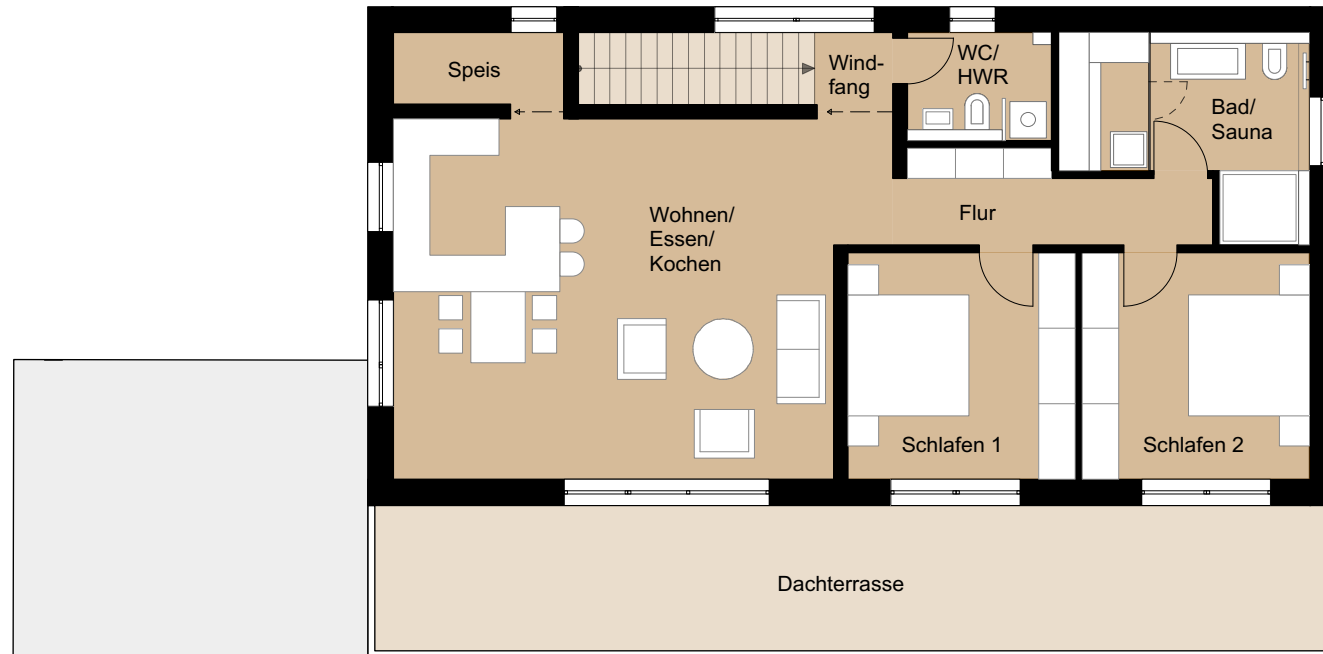 Speis
Wind-
fang
WC/
HWR
Bad/
Sauna
Wohnen/
Essen/
Kochen
Flur
Schlafen 1
Schlafen 2
Dachterrasse